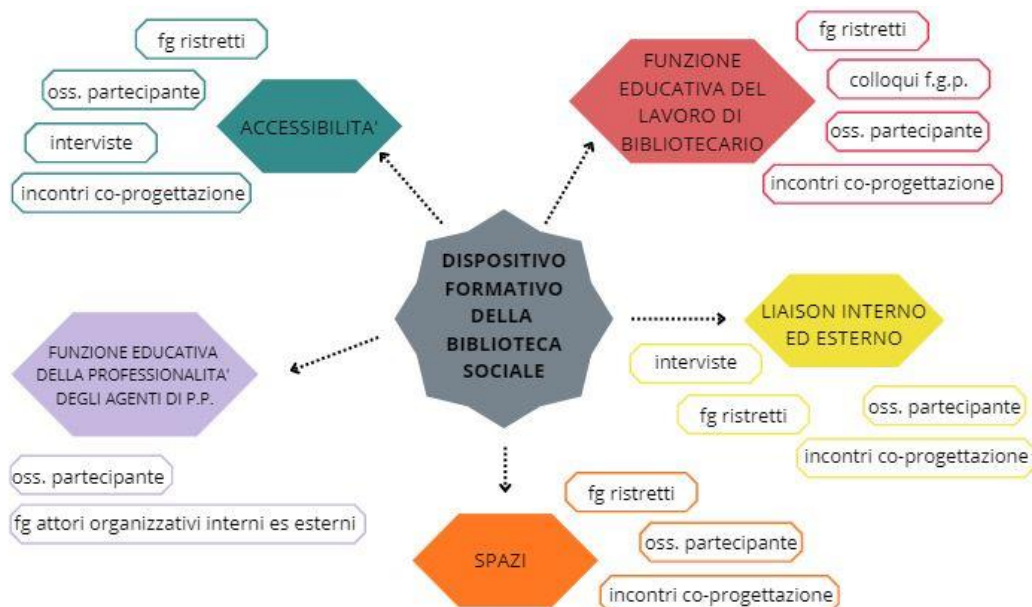 fg ristretti
oss. partecipante
interviste
incontri co-progettazione
ACCESSIBILITA'
FUNZIONE
EDUCATIVA DEL
LAVORO DI
BIBLIOTECARIO
fg ristretti
colloqui f.g.p.
oss. partecipante
incontri co-progettazione
DISPOSITIVO
FORMATIVO
DELLA
BIBLIOTECA
SOCIALE
LIAISON INTERNO
ED ESTERNO
interviste
fg ristretti
oss. partecipante
incontri co-progettazione
FUNZIONE EDUCATIVA
DELLA PROFESSIONALITA'
DEGLI AGENTI DI P.P.
oss. partecipante
fg attori organizzativi interni es esterni
SPAZI
fg ristretti
oss. partecipante
incontri co-progettazione